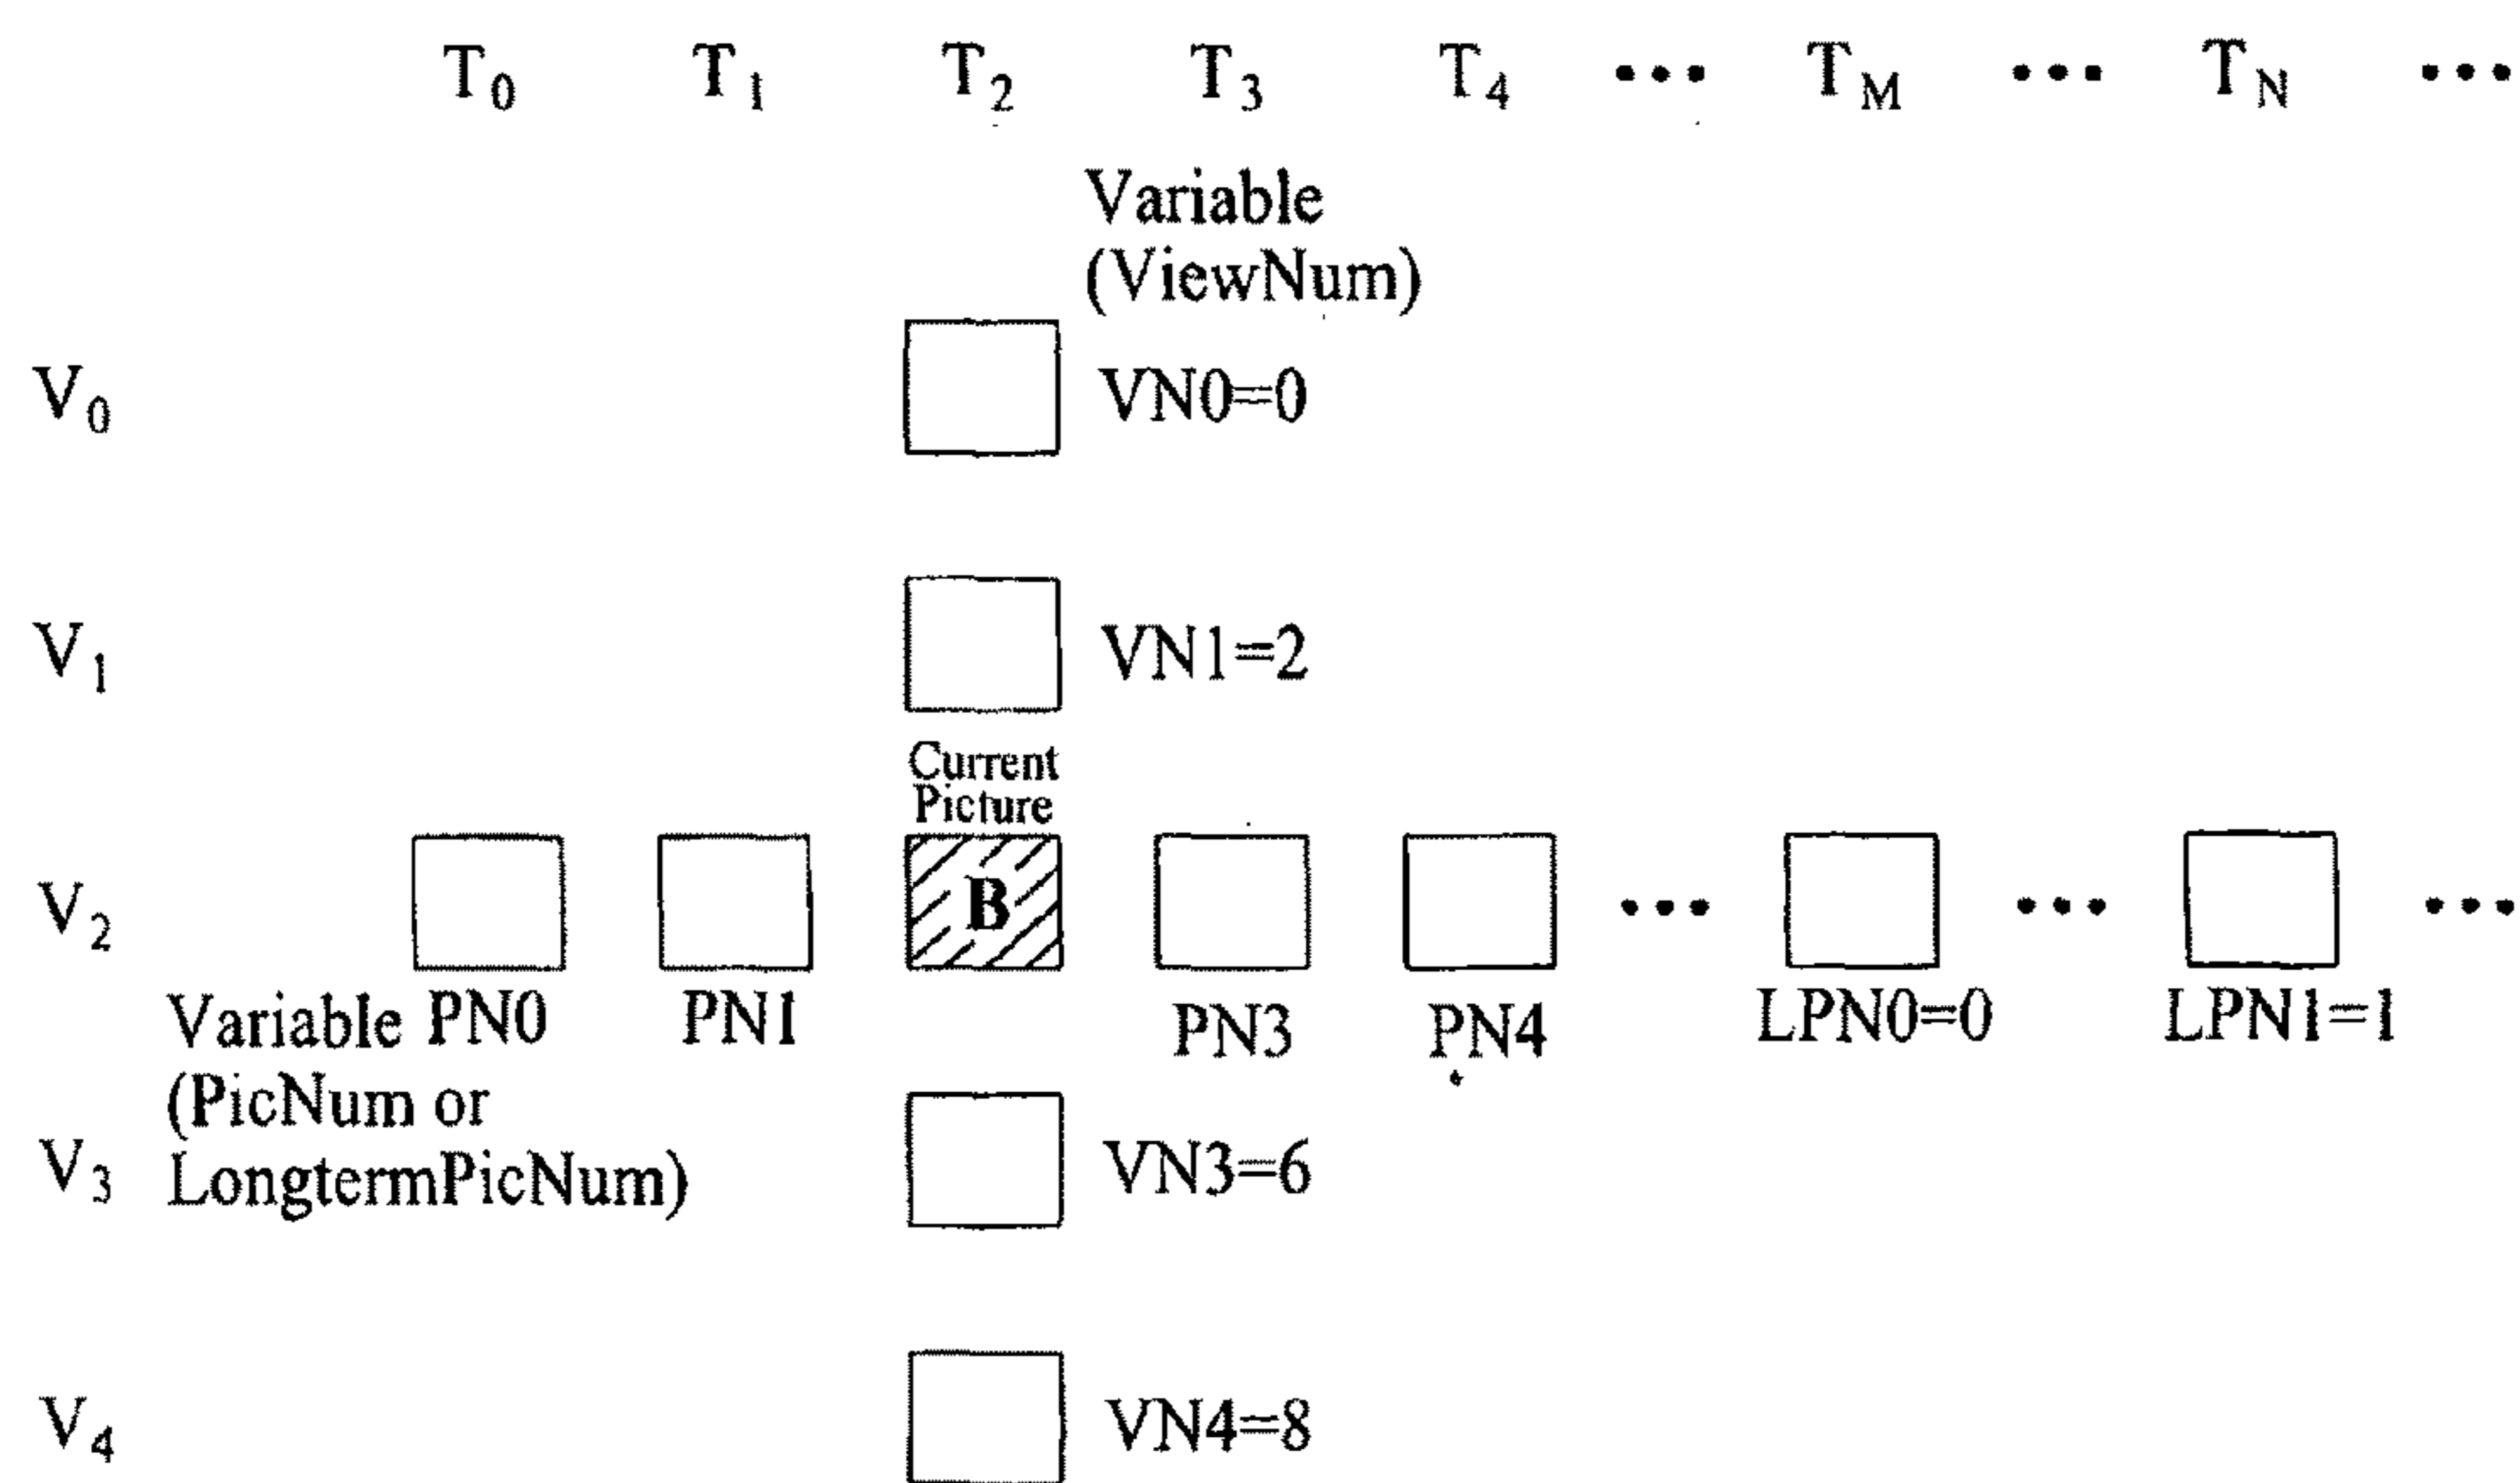 T0 T1 T2 T3 T4 ••• TM ••• TN •••
Variable
(ViewNum)
V0 VN0=0
V1 VN1=2
Current
Picture
V2 B ••• ••• •••
Variable PN0 PN1 PN3 PN4 LPN0=0 LPN1=1
(PicNum or
V3 LongtermPicNum) VN3=6
V4 VN4=8